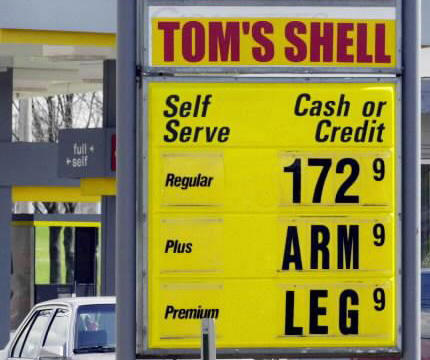 TOM'S SHELL
Self Serve
Cash or Credit
Regular 172 9
Plus ARM 9
Premium LEG 9
full
self